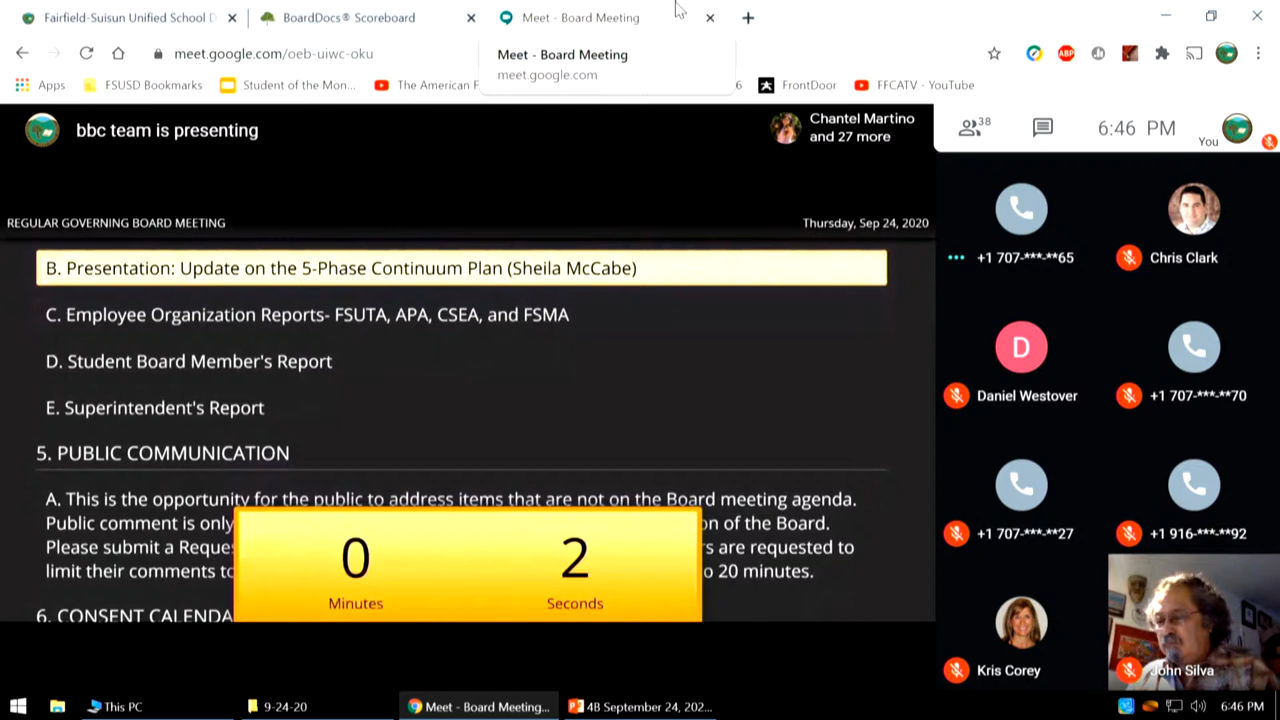 Fairfield-Suisun Unified School D
BoardDocs® Scoreboard
Meet - Board Meeting
meet.google.com/oeb-uiwc-oku
Meet - Board Meeting
meet.google.com
ABP
Apps
FSUSD Bookmarks
Student of the Mon...
The American F
6
FrontDoor
FFCATV - YouTube
bbc team is presenting
Chantel Martino
and 27 more
38
6:46 PM
You
REGULAR GOVERNING BOARD MEETING
Thursday, Sep 24, 2020
B. Presentation: Update on the 5-Phase Continuum Plan (Sheila McCabe)
C. Employee Organization Reports- FSUTA, APA, CSEA, and FSMA
D. Student Board Member's Report
E. Superintendent's Report
5. PUBLIC COMMUNICATION
A. This is the opportunity for the public to address items that are not on the Board meeting agenda.
Public comment is only on of the Board.
Please submit a Reques rs are requested to
limit their comments to o 20 minutes.
6. CONSENT CALENDA
0 2
Minutes Seconds
+1 707-***-**65
Chris Clark
D
Daniel Westover
+1 707-***-**70
+1 707-***-**27
+1 916-***-**92
Kris Corey
John Silva
This PC
9-24-20
Meet - Board Meeting...
4B September 24, 202...
6:46 PM